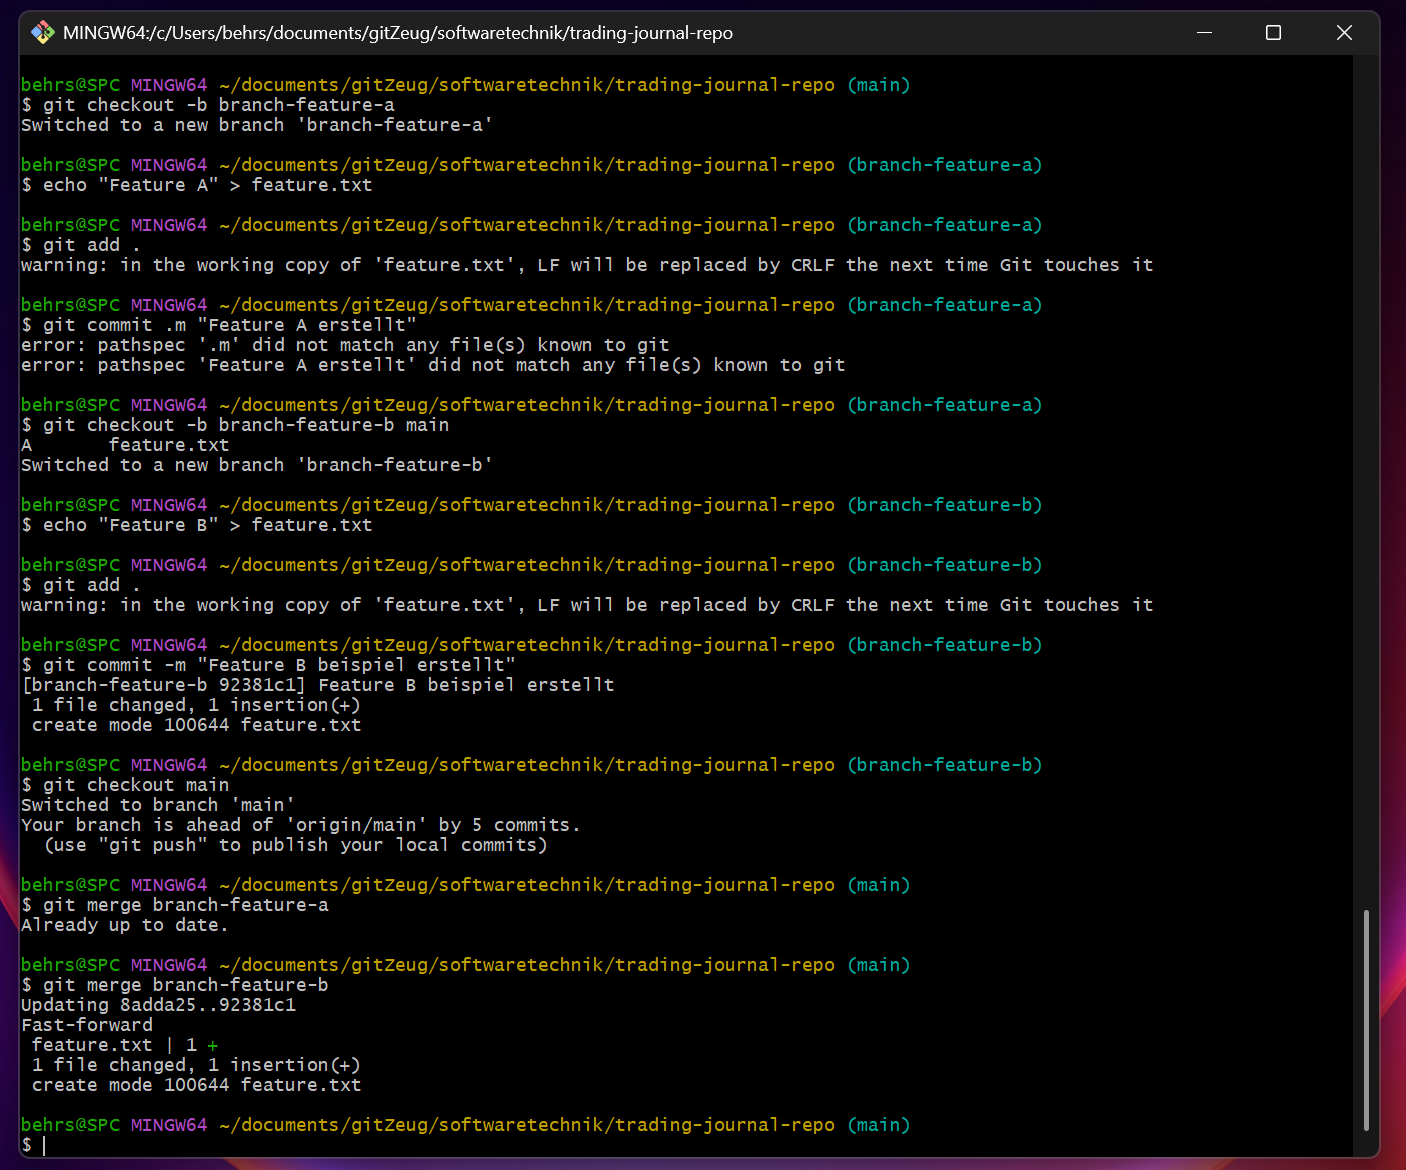 MINGW64:/c/Users/behrs/documents/gitZeug/softwaretechnik/trading-journal-repo
behrs@SPC MINGW64 ~/documents/gitZeug/softwaretechnik/trading-journal-repo (main)
$ git checkout -b branch-feature-a
Switched to a new branch 'branch-feature-a'
behrs@SPC MINGW64 ~/documents/gitZeug/softwaretechnik/trading-journal-repo (branch-feature-a)
$ echo "Feature A" > feature.txt
behrs@SPC MINGW64 ~/documents/gitZeug/softwaretechnik/trading-journal-repo (branch-feature-a)
$ git add .
warning: in the working copy of 'feature.txt', LF will be replaced by CRLF the next time Git touches it
behrs@SPC MINGW64 ~/documents/gitZeug/softwaretechnik/trading-journal-repo (branch-feature-a)
$ git commit .m "Feature A erstellt"
error: pathspec '.m' did not match any file(s) known to git
error: pathspec 'Feature A erstellt' did not match any file(s) known to git
behrs@SPC MINGW64 ~/documents/gitZeug/softwaretechnik/trading-journal-repo (branch-feature-a)
$ git checkout -b branch-feature-b main
A       feature.txt
Switched to a new branch 'branch-feature-b'
behrs@SPC MINGW64 ~/documents/gitZeug/softwaretechnik/trading-journal-repo (branch-feature-b)
$ echo "Feature B" > feature.txt
behrs@SPC MINGW64 ~/documents/gitZeug/softwaretechnik/trading-journal-repo (branch-feature-b)
$ git add .
warning: in the working copy of 'feature.txt', LF will be replaced by CRLF the next time Git touches it
behrs@SPC MINGW64 ~/documents/gitZeug/softwaretechnik/trading-journal-repo (branch-feature-b)
$ git commit -m "Feature B beispiel erstellt"
[branch-feature-b 92381c1] Feature B beispiel erstellt
 1 file changed, 1 insertion(+)
 create mode 100644 feature.txt
behrs@SPC MINGW64 ~/documents/gitZeug/softwaretechnik/trading-journal-repo (branch-feature-b)
$ git checkout main
Switched to branch 'main'
Your branch is ahead of 'origin/main' by 5 commits.
  (use "git push" to publish your local commits)
behrs@SPC MINGW64 ~/documents/gitZeug/softwaretechnik/trading-journal-repo (main)
$ git merge branch-feature-a
Already up to date.
behrs@SPC MINGW64 ~/documents/gitZeug/softwaretechnik/trading-journal-repo (main)
$ git merge branch-feature-b
Updating 8adda25..92381c1
Fast-forward
 feature.txt | 1 +
 1 file changed, 1 insertion(+)
 create mode 100644 feature.txt
behrs@SPC MINGW64 ~/documents/gitZeug/softwaretechnik/trading-journal-repo (main)
$